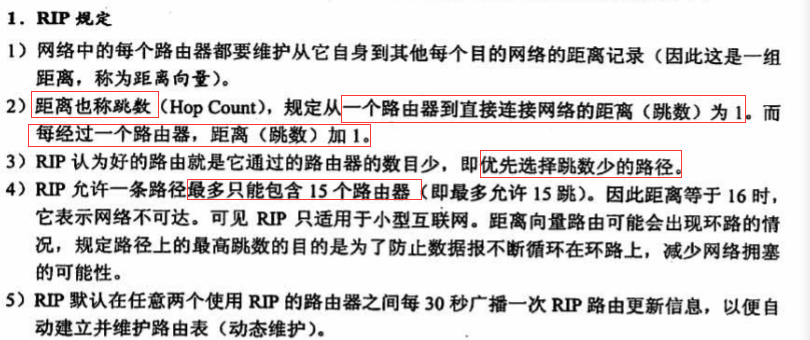 1．RIP 规定
1）网络中的每个路由器都要维护从它自身到其他每个目的网络的距离记录（因此这是一组
距离，称为距离向量）。
2）距离也称跳数（Hop Count），规定从一个路由器到直接连接网络的距离（跳数）为 1。而
每经过一个路由器，距离（跳数）加 1。
3）RIP 认为好的路由就是它通过的路由器的数目少，即优先选择跳数少的路径。
4）RIP 允许一条路径最多只能包含 15 个路由器（即最多允许 15 跳）。因此距离等于 16 时，
它表示网络不可达。可见 RIP 只适用于小型互联网。距离向量路由可能会出现环路的情
况，规定路径上的最高跳数的目的是为了防止数据报不断循环在环路上，减少网络拥塞
的可能性。
5）RIP 默认在任意两个使用 RIP 的路由器之间每 30 秒广播一次 RIP 路由更新信息，以便自
动建立并维护路由表（动态维护）。